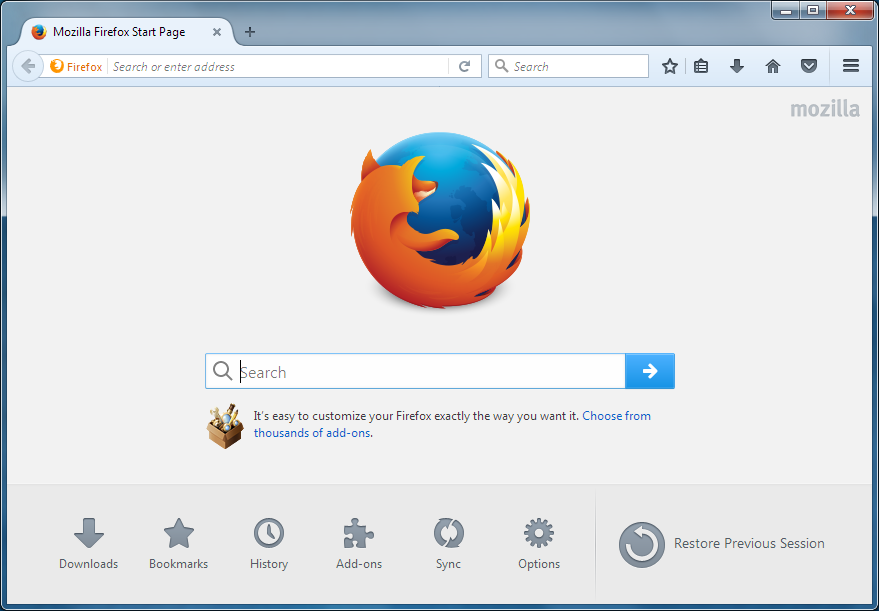 Mozilla Firefox Start Page
Firefox Search or enter address
Search
mozilla
Search
It's easy to customize your Firefox exactly the way you want it. Choose from
thousands of add-ons.
Downloads
Bookmarks
History
Add-ons
Sync
Options
Restore Previous Session